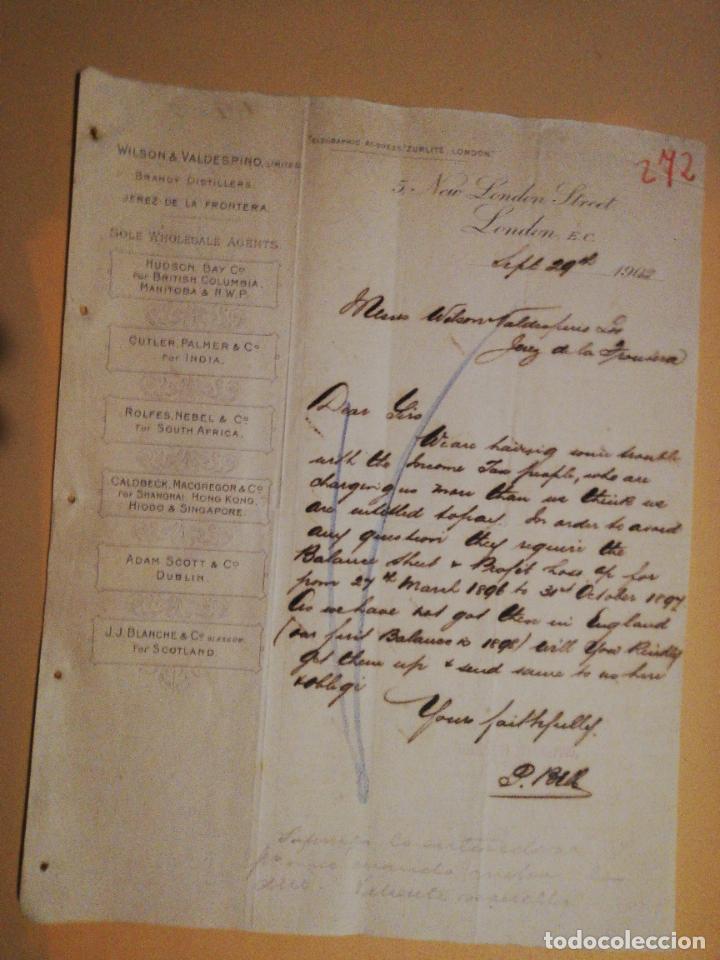 WILSON & VALDESPINO, LIMITED
BRANDY DISTILLERS
JEREZ DE LA FRONTERA
SOLE WHOLESALE AGENTS
HUDSON BAY Co
FOR BRITISH COLUMBIA,
MANITOBA & N.W.P.
CUTLER, PALMER & Co
FOR INDIA.
ROLFES, NEBEL & Co
FOR SOUTH AFRICA.
CALDBECK, MACGREGOR & Co
FOR SHANGHAI, HONG KONG,
HIOGO & SINGAPORE.
ADAM SCOTT & Co
DUBLIN.
J.J. BLANCHE & Co GLASGOW.
FOR SCOTLAND.
TELEGRAPHIC ADDRESS "ZURLITE, LONDON."
272
5, New London Street
London, E.C.
Sept 29th 1902
Messrs Wilson & Valdespino Ld
Jerez de la Frontera
Dear Sirs
We are having some trouble
with the Income Tax people, who are
charging us more than we think we
are entitled to pay. In order to avoid
any question they require the
Balance Sheet & Profit & Loss a/c for
from 27th March 1896 to 31st October 1897
As we have not got them in England
(our first Balance is 1898) will you kindly
get them up & send same to us here
& oblige
Yours faithfully.
P.
todocoleccion.net